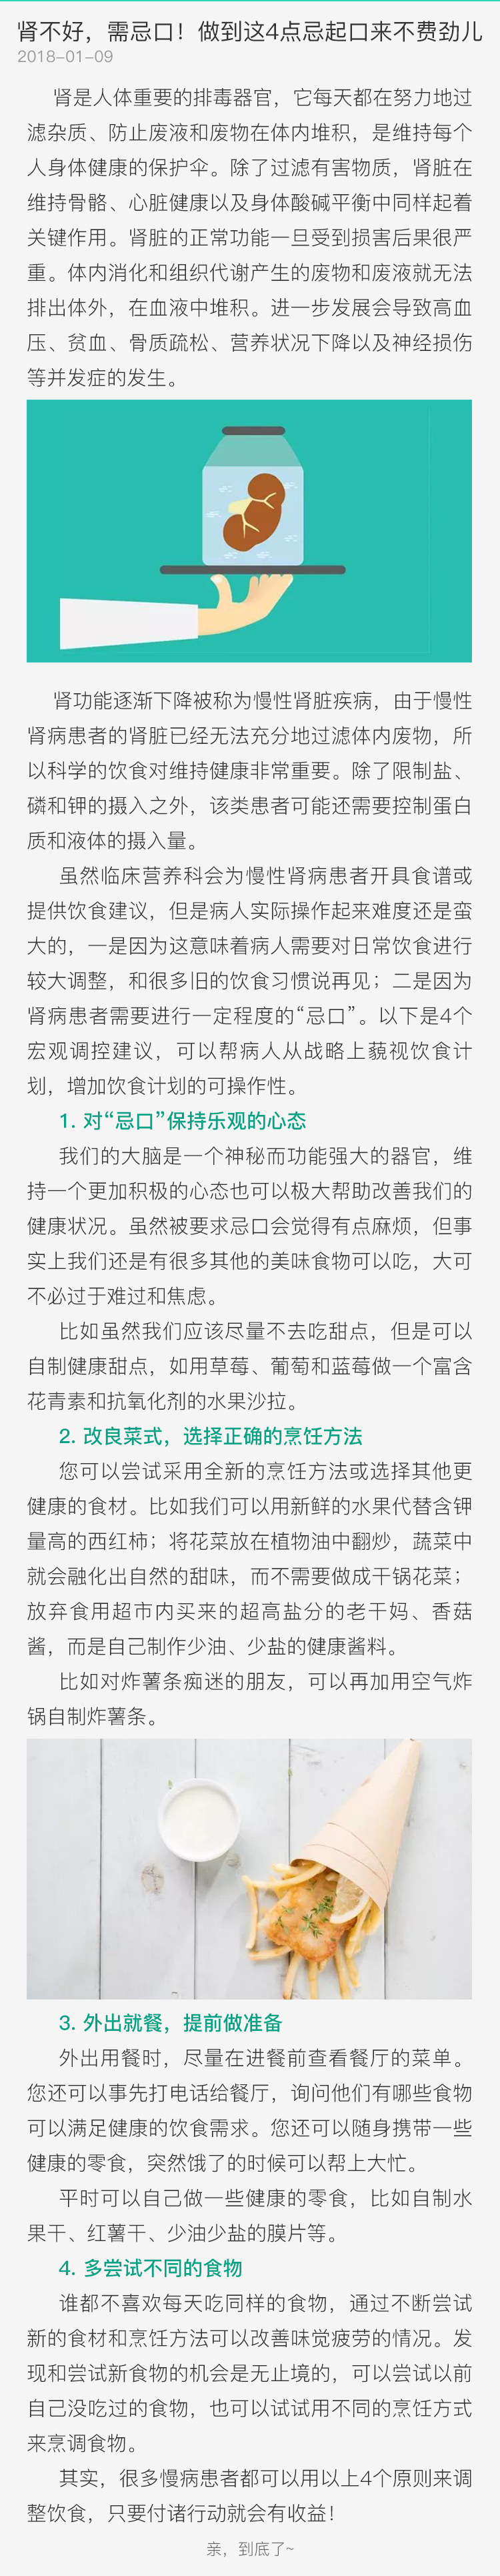 肾不好，需忌口！做到这4点忌起口来不费劲儿
2018-01-09
肾是人体重要的排毒器官，它每天都在努力地过
滤杂质、防止废液和废物在体内堆积，是维持每个
人身体健康的保护伞。除了过滤有害物质，肾脏在
维持骨骼、心脏健康以及身体酸碱平衡中同样起着
关键作用。肾脏的正常功能一旦受到损害后果很严
重。体内消化和组织代谢产生的废物和废液就无法
排出体外，在血液中堆积。进一步发展会导致高血
压、贫血、骨质疏松、营养状况下降以及神经损伤
等并发症的发生。
肾功能逐渐下降被称为慢性肾脏疾病，由于慢性
肾病患者的肾脏已经无法充分地过滤体内废物，所
以科学的饮食对维持健康非常重要。除了限制盐、
磷和钾的摄入之外，该类患者可能还需要控制蛋白
质和液体的摄入量。
虽然临床营养科会为慢性肾病患者开具食谱或
提供饮食建议，但是病人实际操作起来难度还是蛮
大的，一是因为这意味着病人需要对日常饮食进行
较大调整，和很多旧的饮食习惯说再见；二是因为
肾病患者需要进行一定程度的“忌口”。以下是4个
宏观调控建议，可以帮病人从战略上藐视饮食计
划，增加饮食计划的可操作性。
1. 对“忌口”保持乐观的心态
我们的大脑是一个神秘而功能强大的器官，维
持一个更加积极的心态也可以极大帮助改善我们的
健康状况。虽然被要求忌口会觉得有点麻烦，但事
实上我们还是有很多其他的美味食物可以吃，大可
不必过于难过和焦虑。
比如虽然我们应该尽量不去吃甜点，但是可以
自制健康甜点，如用草莓、葡萄和蓝莓做一个富含
花青素和抗氧化剂的水果沙拉。
2. 改良菜式，选择正确的烹饪方法
您可以尝试采用全新的烹饪方法或选择其他更
健康的食材。比如我们可以用新鲜的水果代替含钾
量高的西红柿；将花菜放在植物油中翻炒，蔬菜中
就会融化出自然的甜味，而不需要做成干锅花菜；
放弃食用超市内买来的超高盐分的老干妈、香菇
酱，而是自己制作少油、少盐的健康酱料。
比如对炸薯条痴迷的朋友，可以再加用空气炸
锅自制炸薯条。
3. 外出就餐，提前做准备
外出用餐时，尽量在进餐前查看餐厅的菜单。
您还可以事先打电话给餐厅，询问他们有哪些食物
可以满足健康的饮食需求。您还可以随身携带一些
健康的零食，突然饿了的时候可以帮上大忙。
平时可以自己做一些健康的零食，比如自制水
果干、红薯干、少油少盐的膜片等。
4. 多尝试不同的食物
谁都不喜欢每天吃同样的食物，通过不断尝试
新的食材和烹饪方法可以改善味觉疲劳的情况。发
现和尝试新食物的机会是无止境的，可以尝试以前
自己没吃过的食物，也可以试试用不同的烹饪方式
来烹调食物。
其实，很多慢病患者都可以用以上4个原则来调
整饮食，只要付诸行动就会有收益！
亲，到底了~